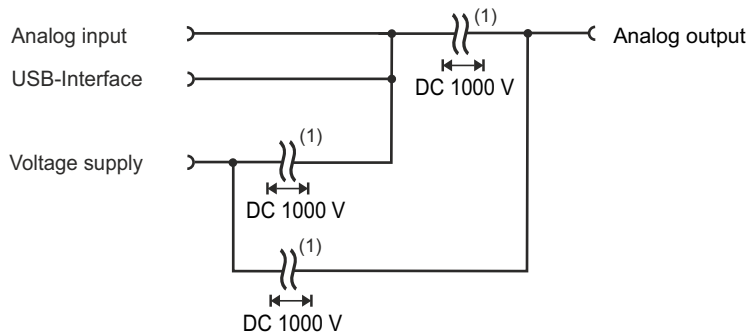 Analog input
(1)
Analog output
USB-Interface
DC 1000 V
Voltage supply
(1)
DC 1000 V
(1)
DC 1000 V